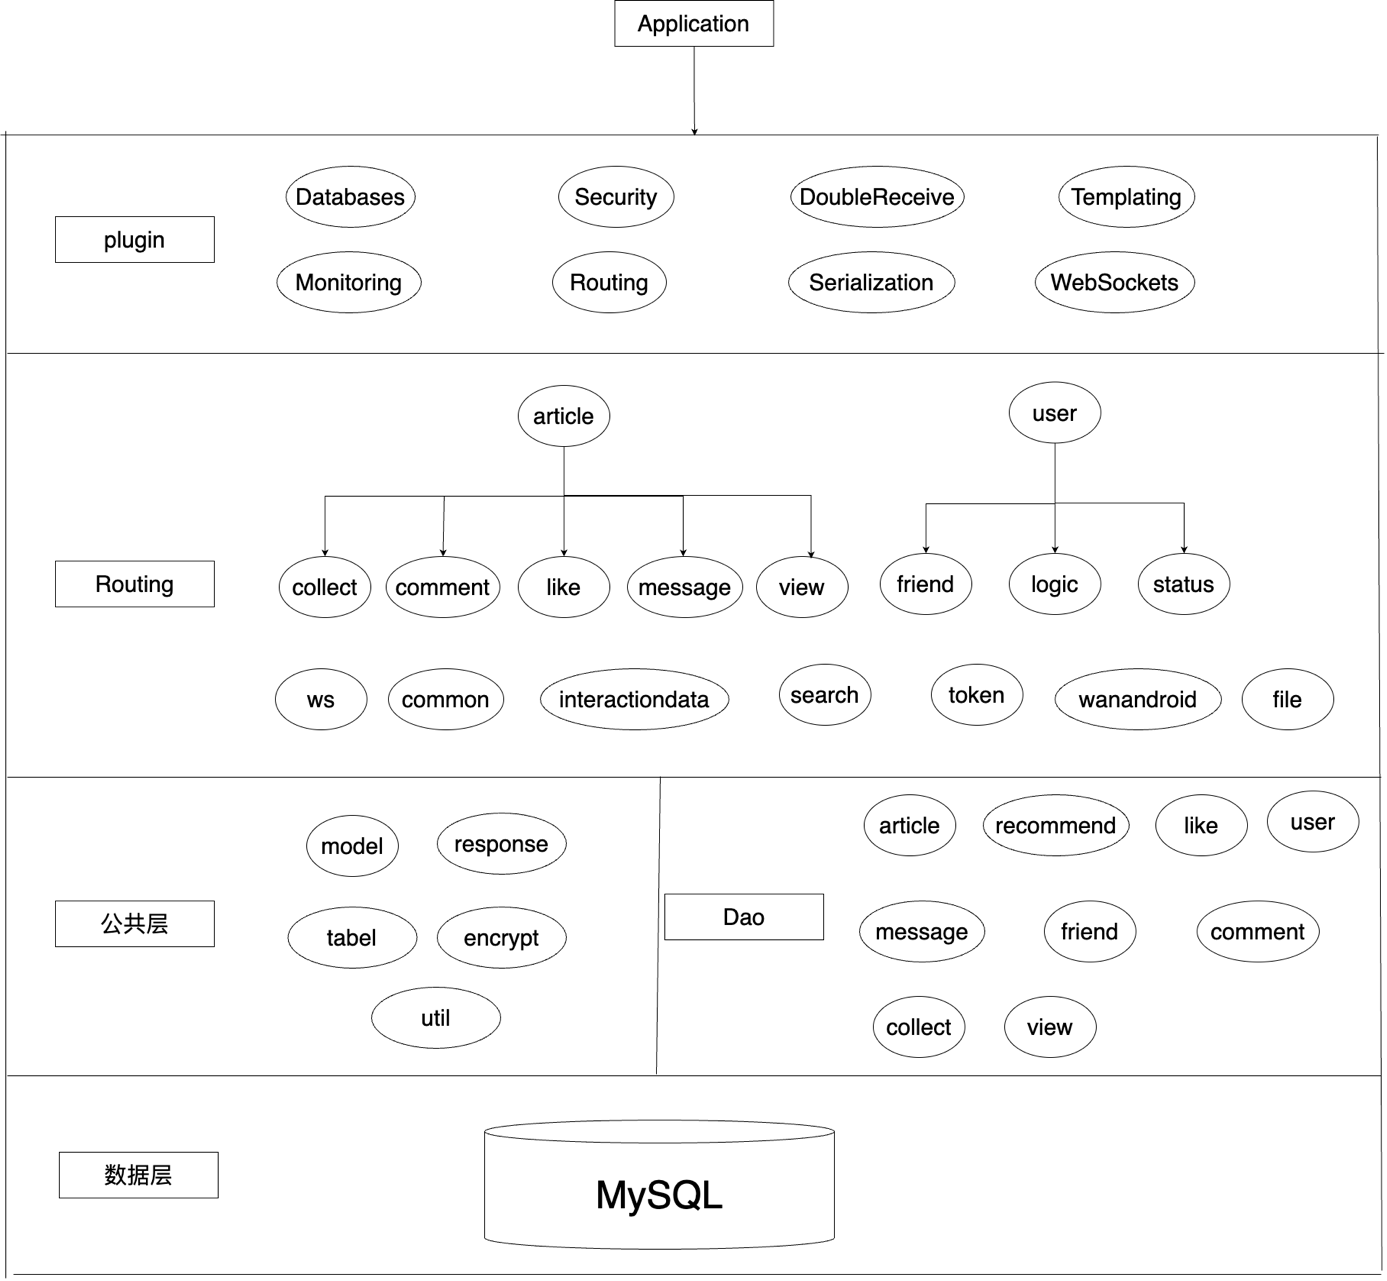 Application
Databases
Security
DoubleReceive
Templating
plugin
Monitoring
Routing
Serialization
WebSockets
article
user
Routing
collect
comment
like
message
view
friend
logic
status
ws
common
interactiondata
search
token
wanandroid
file
model
response
公共层
tabel
encrypt
util
article
recommend
like
user
Dao
message
friend
comment
collect
view
数据层
MySQL